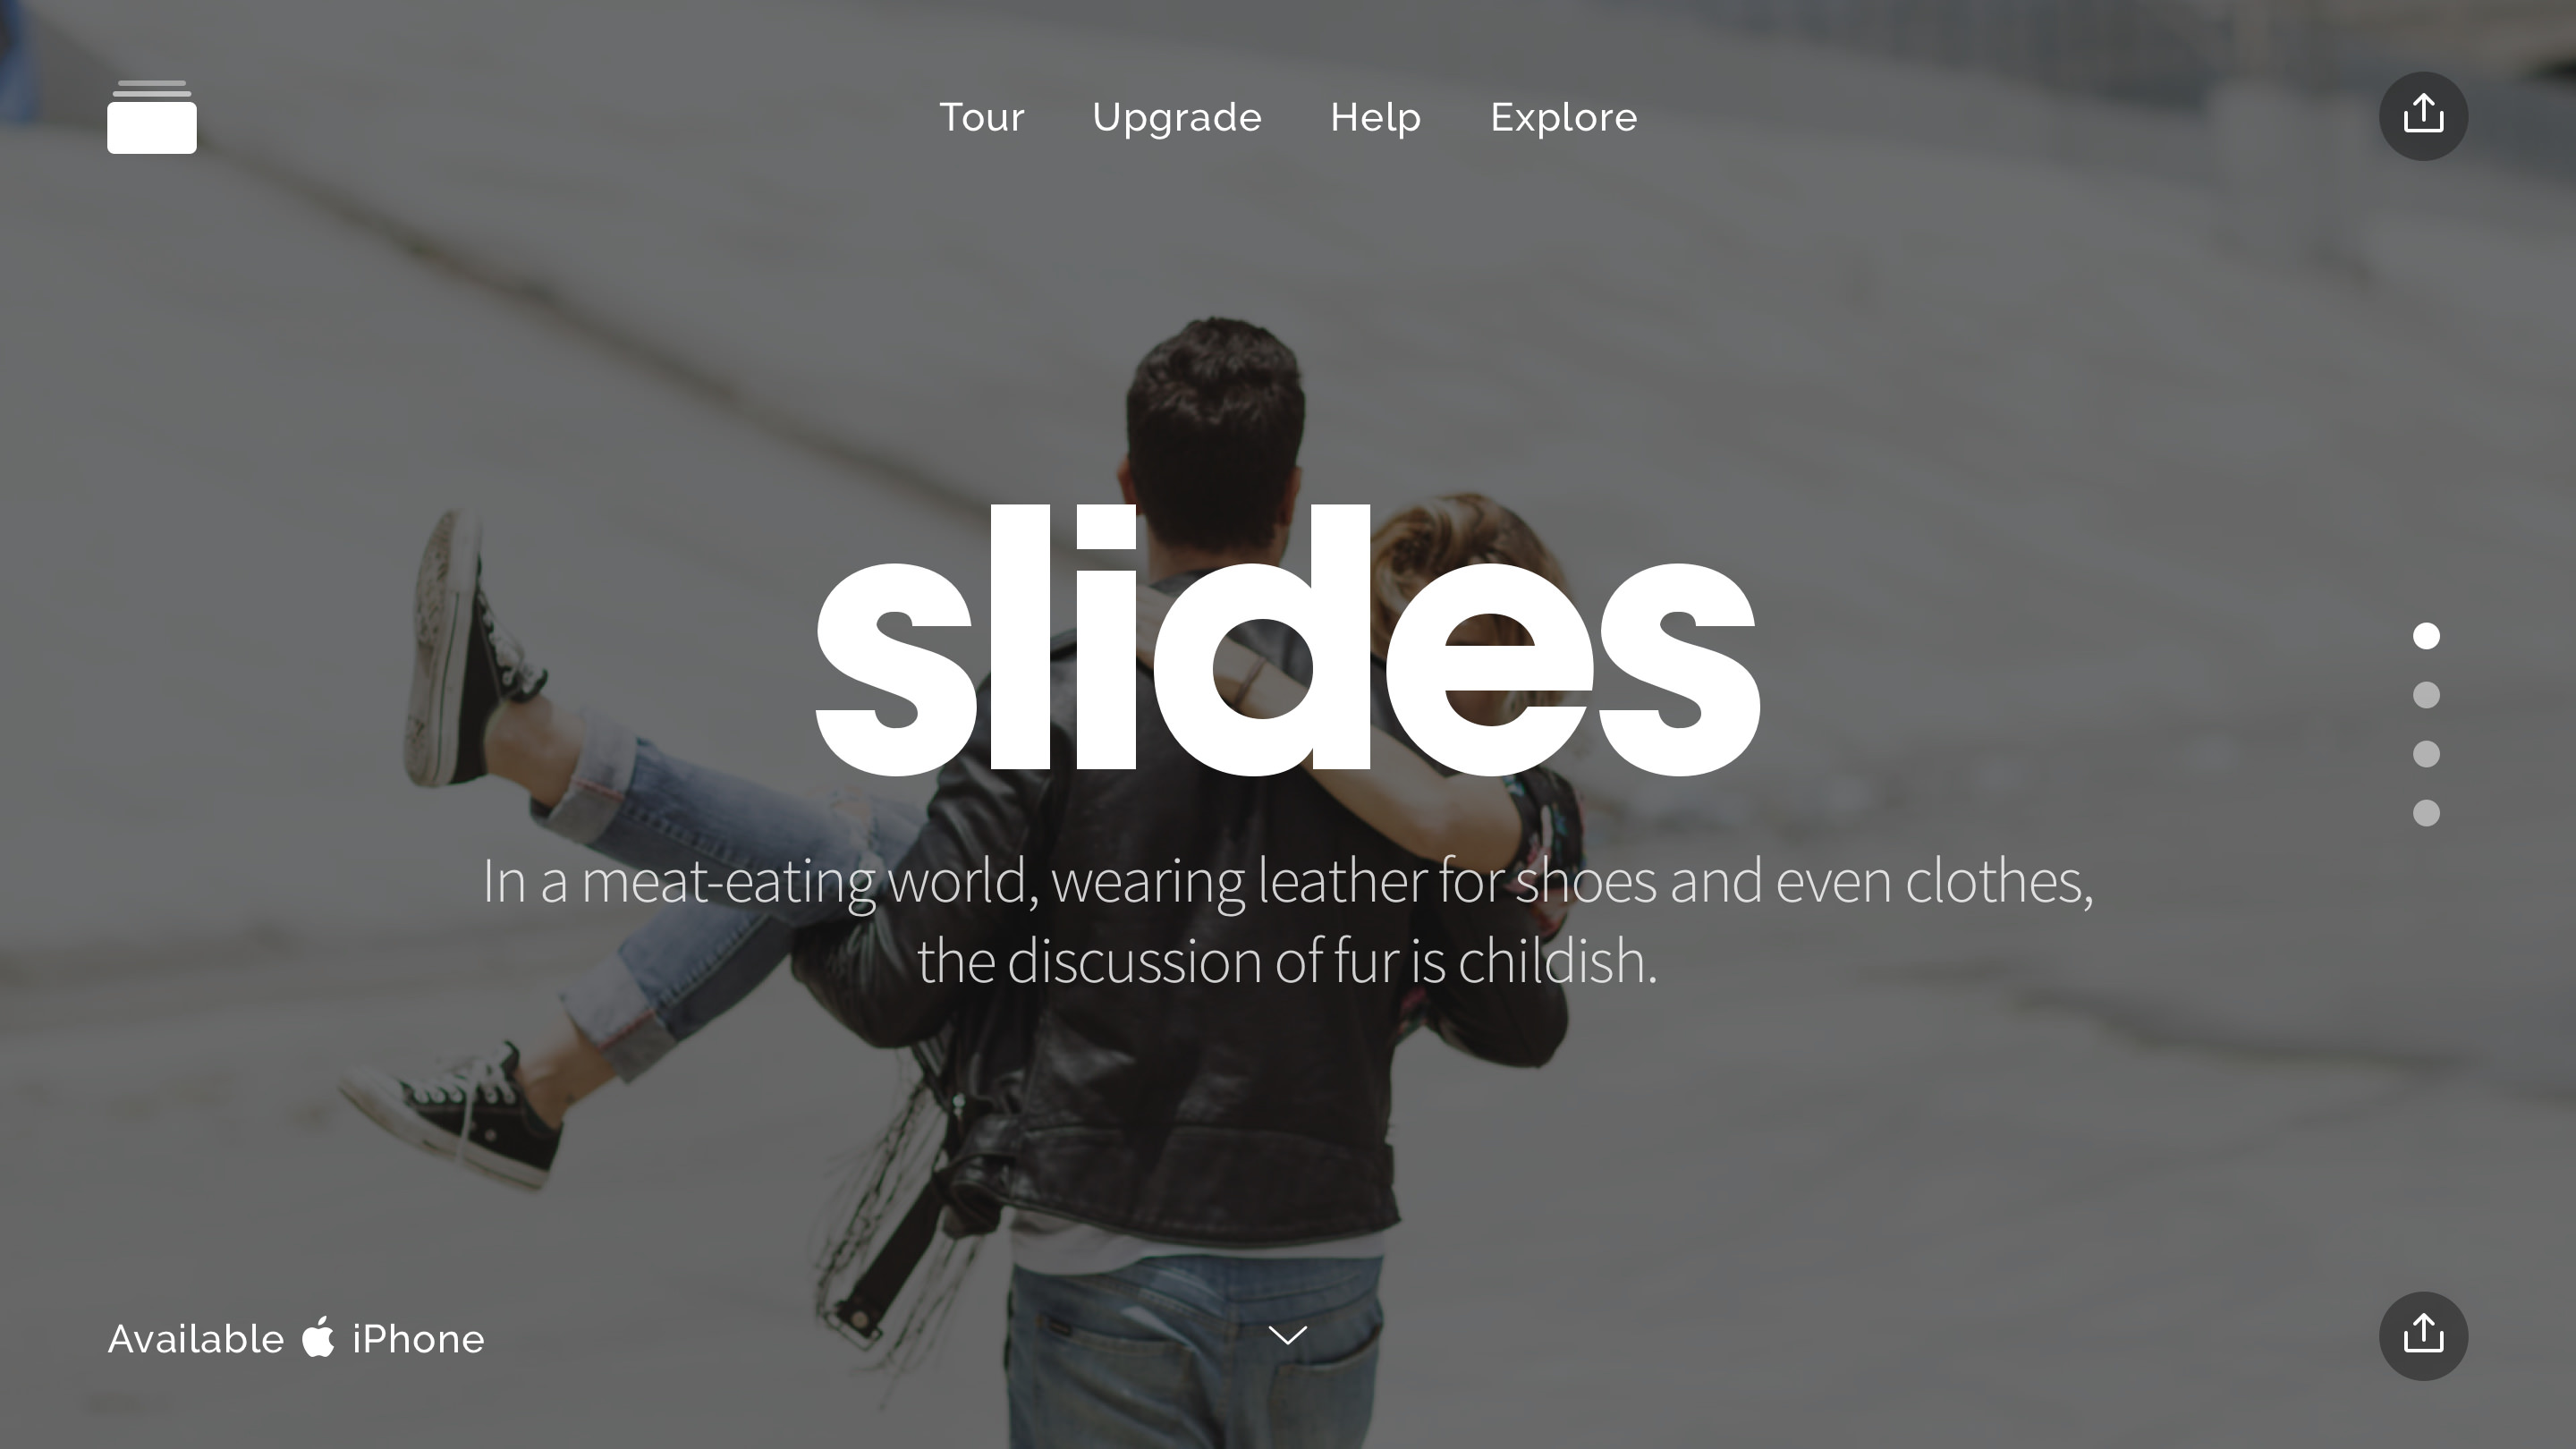 Tour Upgrade Help Explore
slides
In a meat-eating world, wearing leather for shoes and even clothes,
the discussion of fur is childish.
Available iPhone